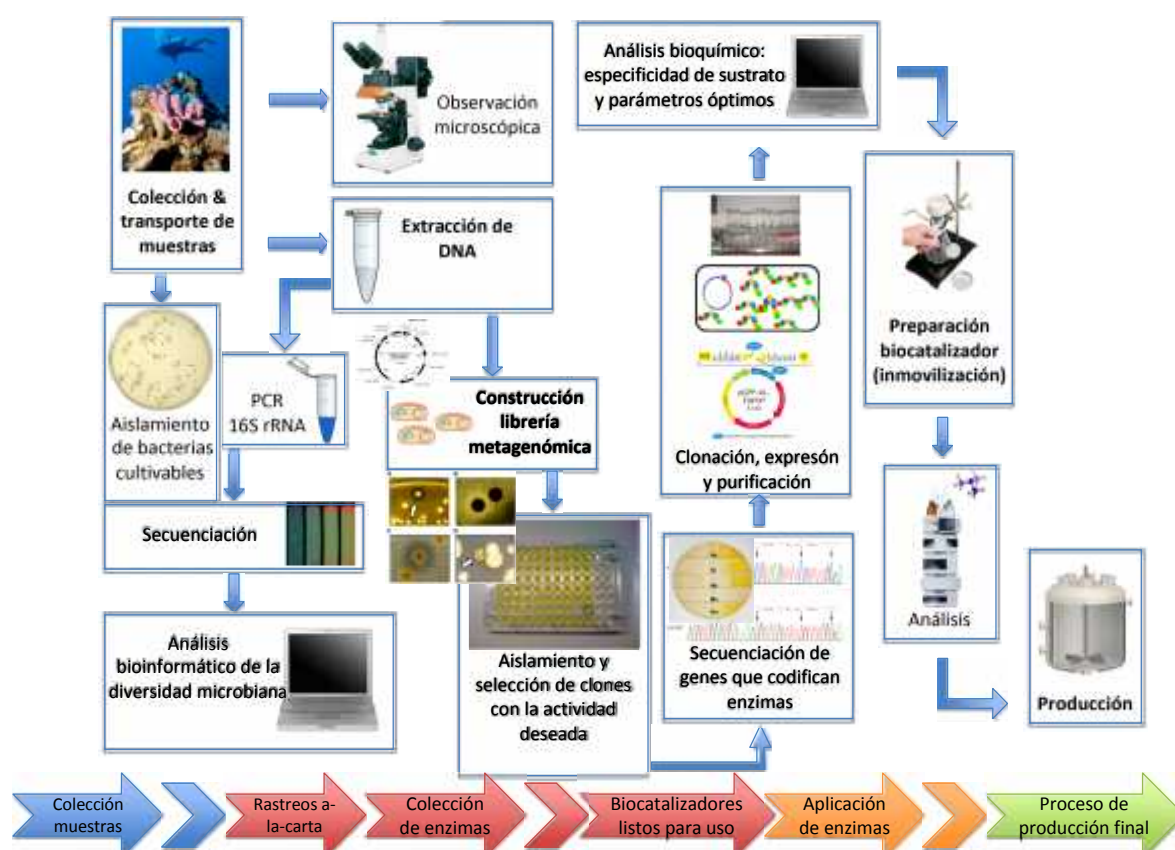 Colección &
transporte de
muestras
Observación
microscópica
Extracción de
DNA
Aislamiento
de bacterias
cultivables
PCR
16S rRNA
Secuenciación
Análisis
bioinformático de la
diversidad microbiana
Construcción
librería
metagenómica
Aislamiento y
selección de clones
con la actividad
deseada
Secuenciación de
genes que codifican
enzimas
Clonación, expresón
y purificación
Análisis bioquímico:
especificidad de sustrato
y parámetros óptimos
Preparación
biocatalizador
(inmovilización)
Análisis
Producción
Colección
muestras
Rastreos a-
la-carta
Colección
de enzimas
Biocatalizadores
listos para uso
Aplicación
de enzimas
Proceso de
producción final